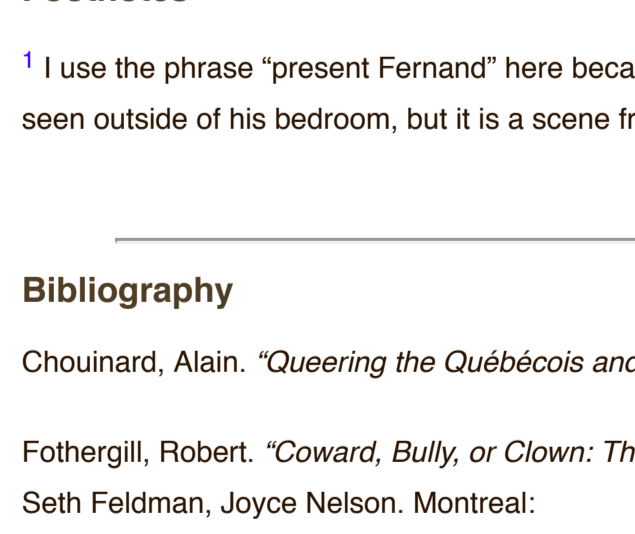 Footnotes
1 I use the phrase “present Fernand” here beca
seen outside of his bedroom, but it is a scene fr
Bibliography
Chouinard, Alain. “Queering the Québécois and
Fothergill, Robert. “Coward, Bully, or Clown: Th
Seth Feldman, Joyce Nelson. Montreal: